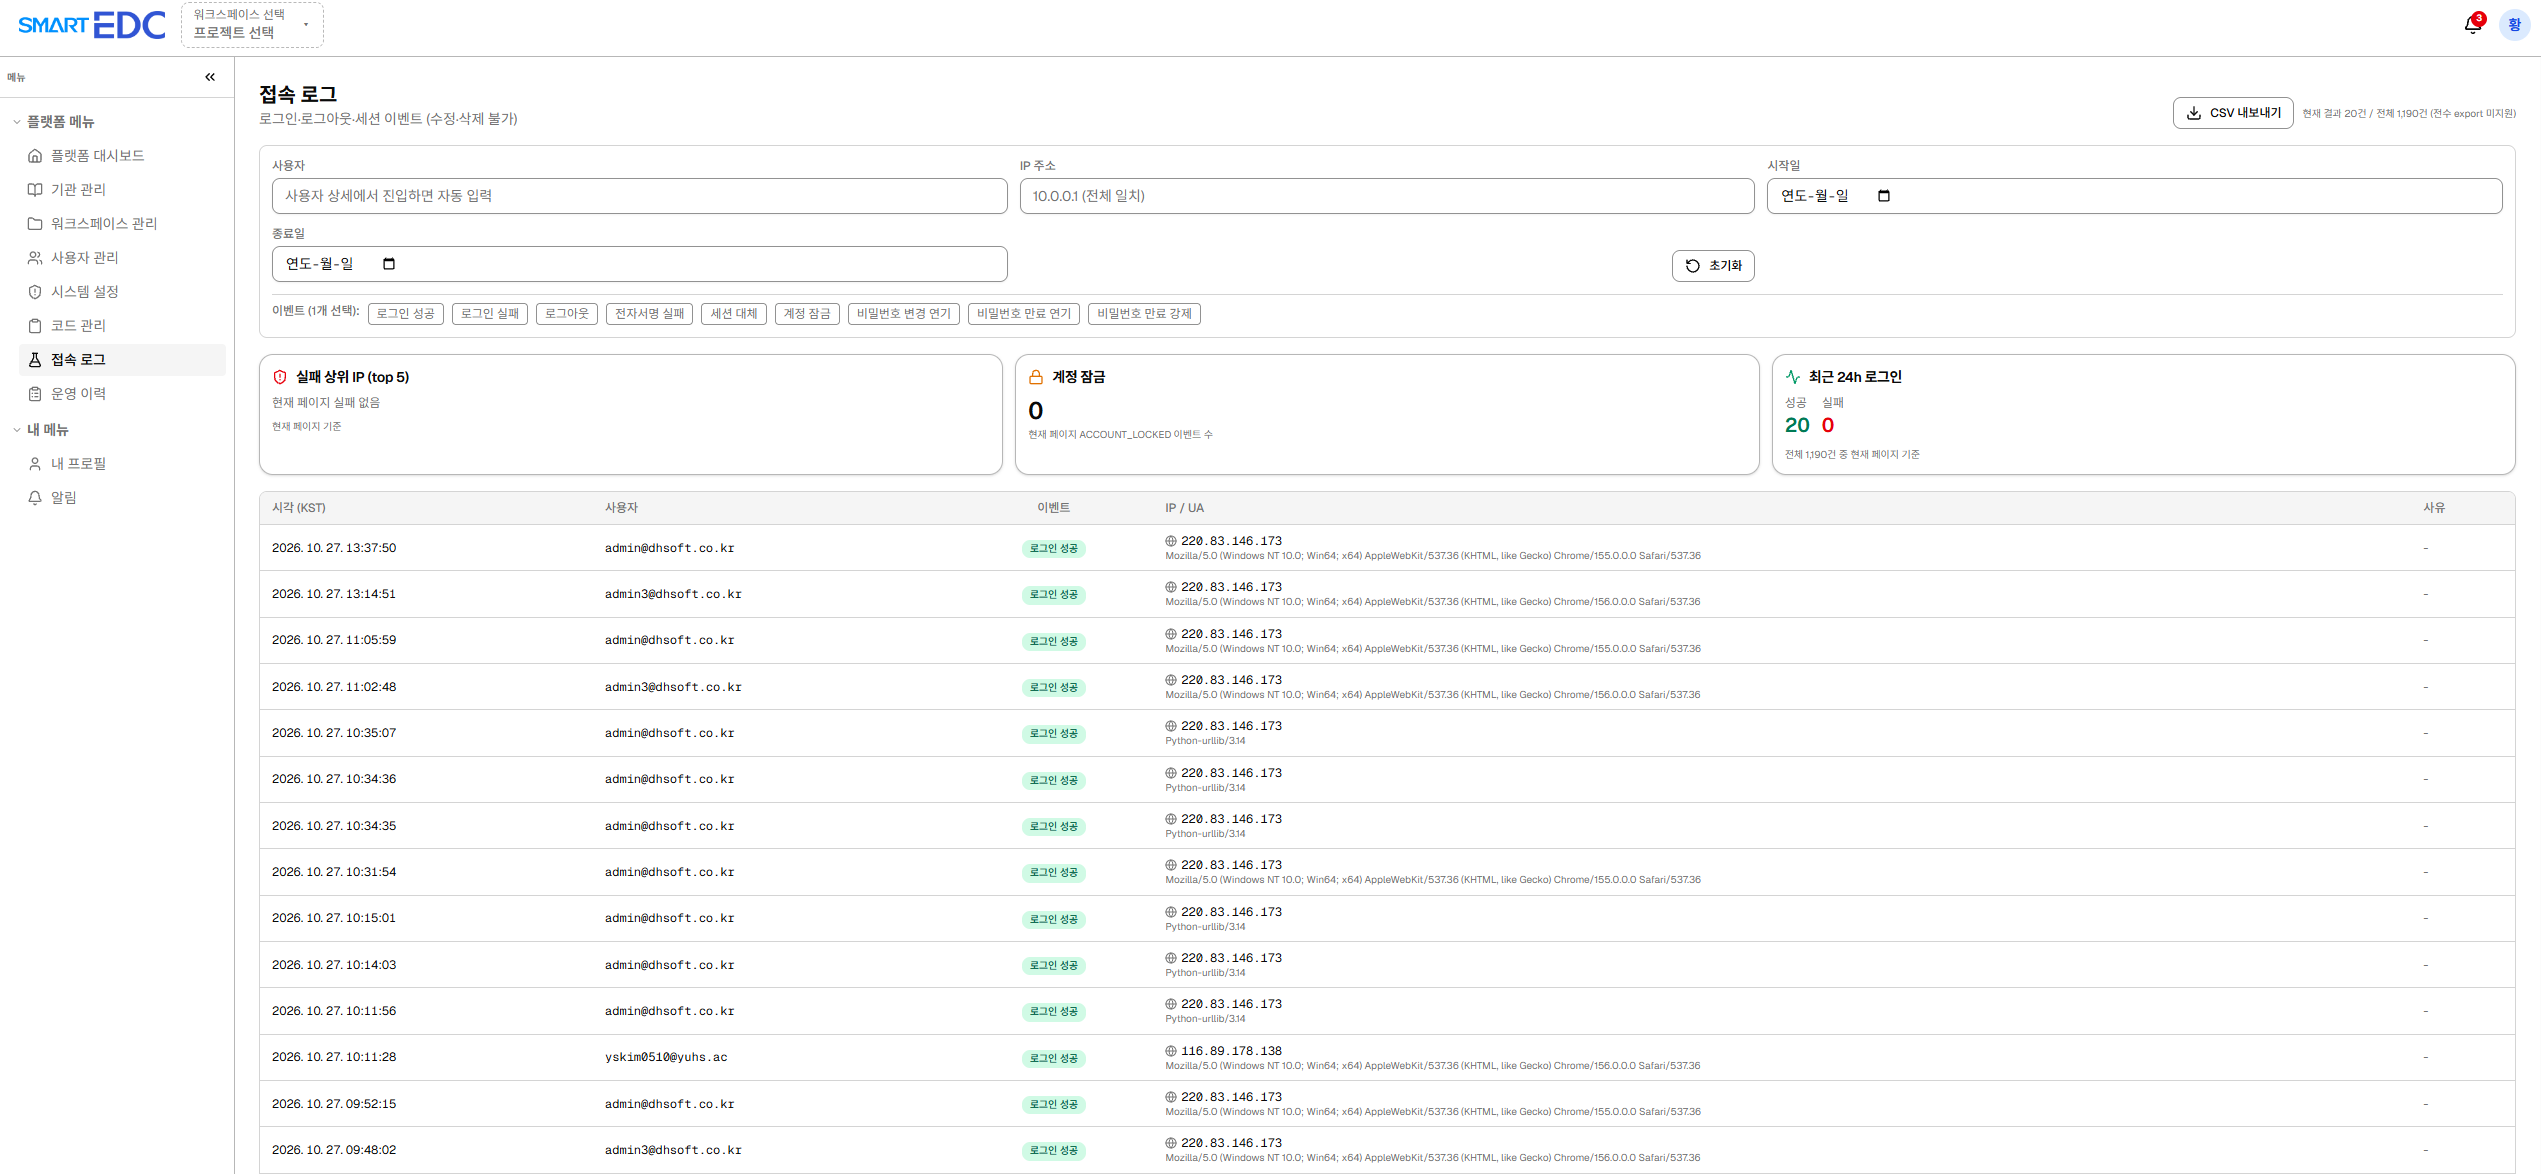 SMART EDC
워크스페이스 선택
프로젝트 선택
3
황
메뉴
플랫폼 메뉴
플랫폼 대시보드
기관 관리
워크스페이스 관리
사용자 관리
시스템 설정
코드 관리
접속 로그
운영 이력
내 메뉴
내 프로필
알림
접속 로그
로그인·로그아웃·세션 이벤트 (수정·삭제 불가)
CSV 내보내기
현재 결과 20건 / 전체 1,190건 (전수 export 미지원)
사용자
사용자 상세에서 진입하면 자동 입력
IP 주소
10.0.0.1 (전체 일치)
시작일
연도-월-일
종료일
연도-월-일
초기화
이벤트 (1개 선택): 로그인 성공 로그인 실패 로그아웃 전자서명 실패 세션 대체 계정 잠금 비밀번호 변경 연기 비밀번호 만료 연기 비밀번호 만료 강제
실패 상위 IP (top 5)
현재 페이지 실패 없음
현재 페이지 기준
계정 잠금
0
현재 페이지 ACCOUNT_LOCKED 이벤트 수
최근 24h 로그인
성공 실패
20 0
전체 1,190건 중 현재 페이지 기준
시각 (KST) 사용자 이벤트 IP / UA 사유
2026. 10. 27. 13:37:50 admin@dhsoft.co.kr 로그인 성공 220.83.146.173 -
Mozilla/5.0 (Windows NT 10.0; Win64; x64) AppleWebKit/537.36 (KHTML, like Gecko) Chrome/155.0.0.0 Safari/537.36
2026. 10. 27. 13:14:51 admin3@dhsoft.co.kr 로그인 성공 220.83.146.173 -
Mozilla/5.0 (Windows NT 10.0; Win64; x64) AppleWebKit/537.36 (KHTML, like Gecko) Chrome/156.0.0.0 Safari/537.36
2026. 10. 27. 11:05:59 admin@dhsoft.co.kr 로그인 성공 220.83.146.173 -
Mozilla/5.0 (Windows NT 10.0; Win64; x64) AppleWebKit/537.36 (KHTML, like Gecko) Chrome/155.0.0.0 Safari/537.36
2026. 10. 27. 11:02:48 admin3@dhsoft.co.kr 로그인 성공 220.83.146.173 -
Mozilla/5.0 (Windows NT 10.0; Win64; x64) AppleWebKit/537.36 (KHTML, like Gecko) Chrome/156.0.0.0 Safari/537.36
2026. 10. 27. 10:35:07 admin@dhsoft.co.kr 로그인 성공 220.83.146.173 -
Python-urllib/3.14
2026. 10. 27. 10:34:36 admin@dhsoft.co.kr 로그인 성공 220.83.146.173 -
Python-urllib/3.14
2026. 10. 27. 10:34:35 admin@dhsoft.co.kr 로그인 성공 220.83.146.173 -
Python-urllib/3.14
2026. 10. 27. 10:31:54 admin@dhsoft.co.kr 로그인 성공 220.83.146.173 -
Mozilla/5.0 (Windows NT 10.0; Win64; x64) AppleWebKit/537.36 (KHTML, like Gecko) Chrome/155.0.0.0 Safari/537.36
2026. 10. 27. 10:15:01 admin@dhsoft.co.kr 로그인 성공 220.83.146.173 -
Python-urllib/3.14
2026. 10. 27. 10:14:03 admin@dhsoft.co.kr 로그인 성공 220.83.146.173 -
Python-urllib/3.14
2026. 10. 27. 10:11:56 admin@dhsoft.co.kr 로그인 성공 220.83.146.173 -
Python-urllib/3.14
2026. 10. 27. 10:11:28 yskim0510@yuhs.ac 로그인 성공 116.89.178.138 -
Mozilla/5.0 (Windows NT 10.0; Win64; x64) AppleWebKit/537.36 (KHTML, like Gecko) Chrome/156.0.0.0 Safari/537.36
2026. 10. 27. 09:52:15 admin@dhsoft.co.kr 로그인 성공 220.83.146.173 -
Mozilla/5.0 (Windows NT 10.0; Win64; x64) AppleWebKit/537.36 (KHTML, like Gecko) Chrome/155.0.0.0 Safari/537.36
2026. 10. 27. 09:48:02 admin3@dhsoft.co.kr 로그인 성공 220.83.146.173 -
Mozilla/5.0 (Windows NT 10.0; Win64; x64) AppleWebKit/537.36 (KHTML, like Gecko) Chrome/156.0.0.0 Safari/537.36